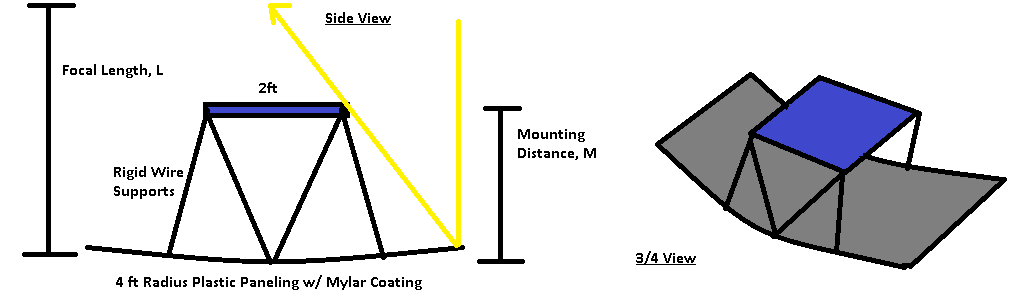 Side View
Focal Length, L
2ft
Mounting
Distance, M
Rigid Wire
Supports
4 ft Radius Plastic Paneling w/ Mylar Coating
3/4 View